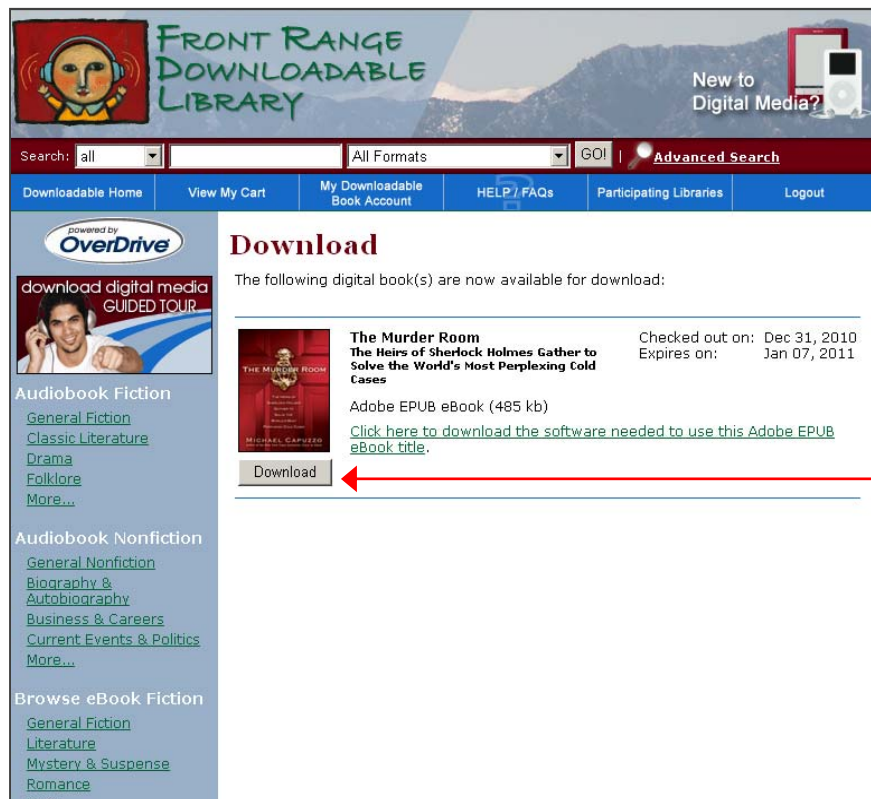 FRONT RANGE
DOWNLOADABLE
LIBRARY
New to
Digital Media?
Search: all All Formats GO! | Advanced Search
Downloadable Home View My Cart My Downloadable Book Account HELP / FAQs Participating Libraries Logout
powered by
OverDrive
download digital media
GUIDED TOUR
Audiobook Fiction
General Fiction
Classic Literature
Drama
Folklore
More...
Audiobook Nonfiction
General Nonfiction
Biography &
Autobiography
Business & Careers
Current Events & Politics
More...
Browse eBook Fiction
General Fiction
Literature
Mystery & Suspense
Romance
Download
The following digital book(s) are now available for download:
THE MURDER ROOM
MICHAEL CAPUZZO
The Murder Room
The Heirs of Sherlock Holmes Gather to
Solve the World's Most Perplexing Cold
Cases
Checked out on: Dec 31, 2010
Expires on: Jan 07, 2011
Adobe EPUB eBook (485 kb)
Click here to download the software needed to use this Adobe EPUB
eBook title.
Download